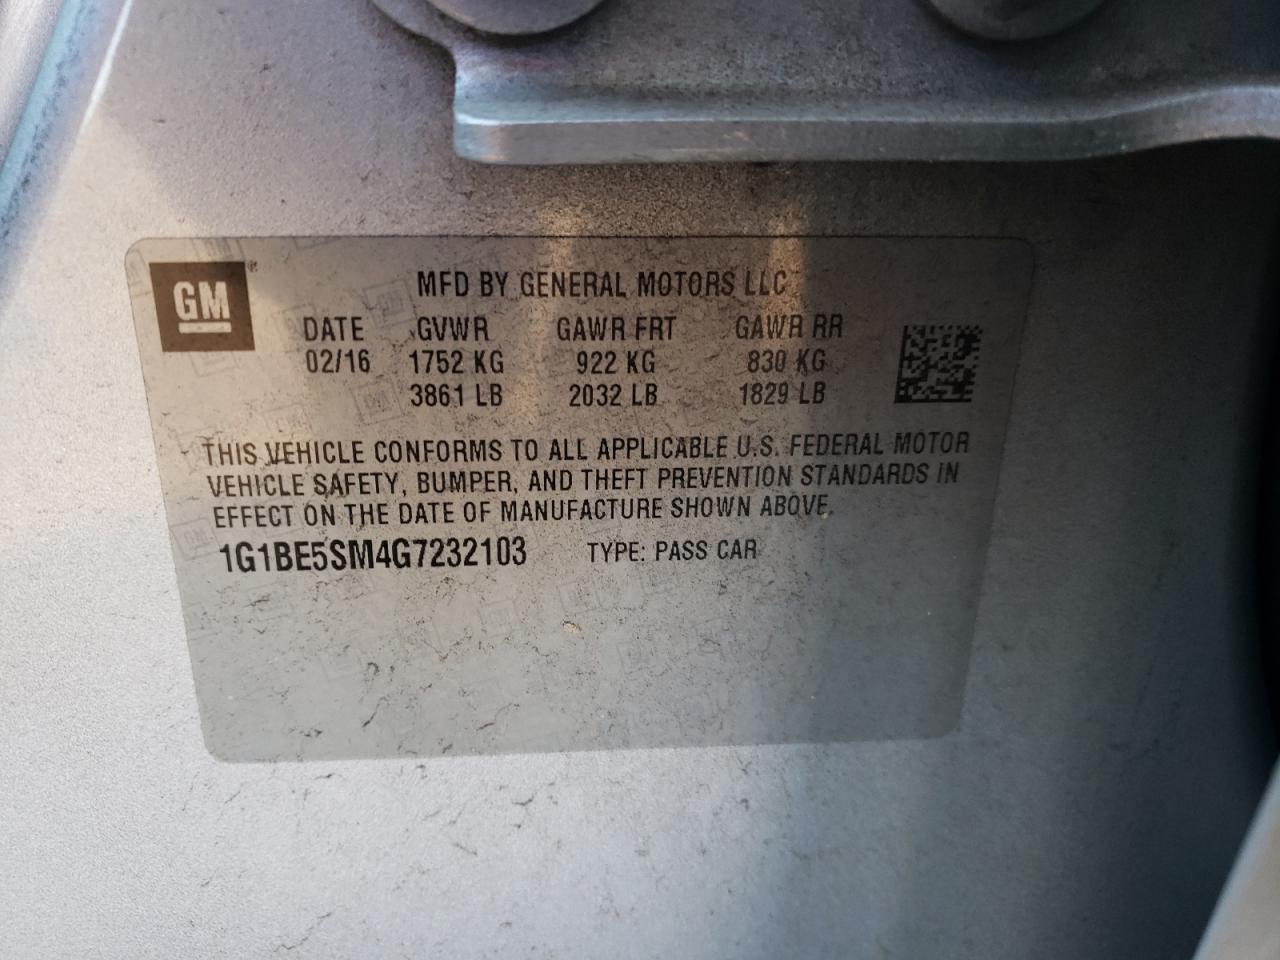 GM
MFD BY GENERAL MOTORS LLC
DATE GVWR GAWR FRT GAWR RR
02/16 1752 KG 922 KG 830 KG
3861 LB 2032 LB 1829 LB
THIS VEHICLE CONFORMS TO ALL APPLICABLE U.S. FEDERAL MOTOR
VEHICLE SAFETY, BUMPER, AND THEFT PREVENTION STANDARDS IN
EFFECT ON THE DATE OF MANUFACTURE SHOWN ABOVE.
1G1BE5SM4G7232103 TYPE: PASS CAR